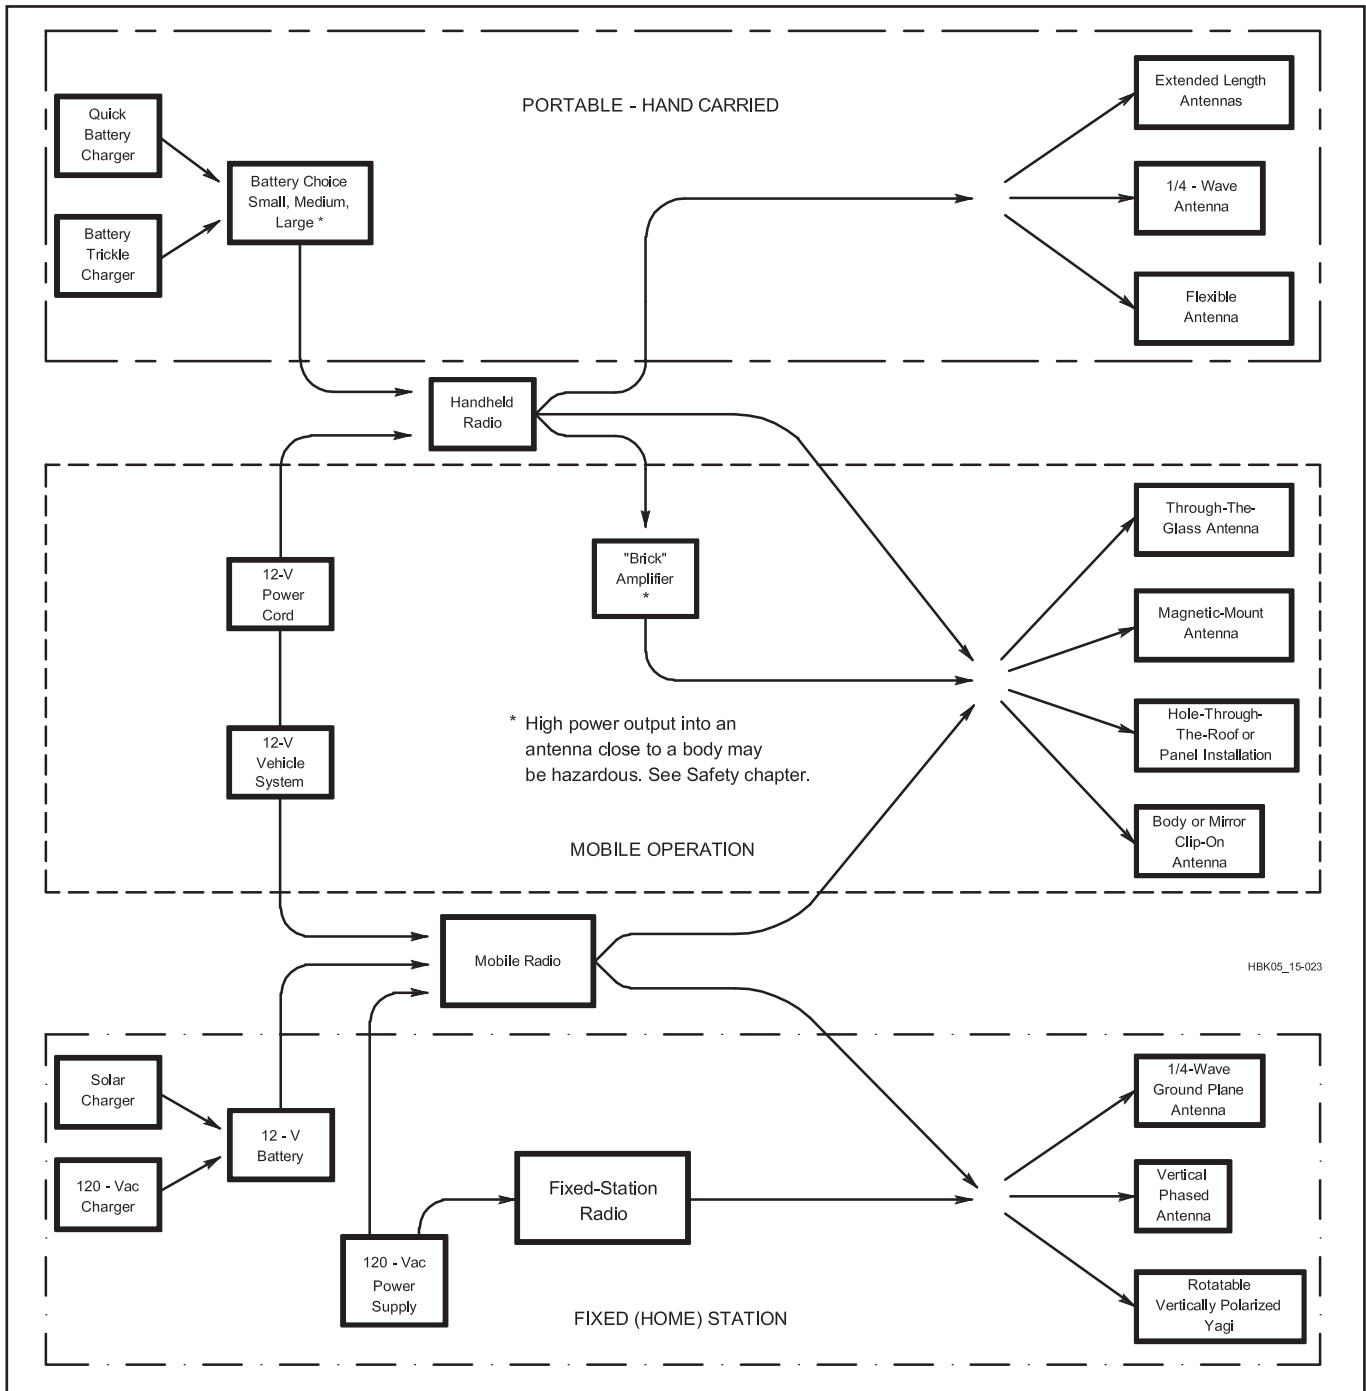 PORTABLE - HAND CARRIED
Quick
Battery
Charger
Battery
Trickle
Charger
Battery Choice
Small, Medium,
Large *
Extended Length
Antennas
1/4 - Wave
Antenna
Flexible
Antenna
Handheld
Radio
12-V
Power
Cord
12-V
Vehicle
System
"Brick"
Amplifier
*
* High power output into an
antenna close to a body may
be hazardous. See Safety chapter.
MOBILE OPERATION
Through-The-
Glass Antenna
Magnetic-Mount
Antenna
Hole-Through-
The-Roof or
Panel Installation
Body or Mirror
Clip-On
Antenna
Mobile Radio
HBK05_15-023
Solar
Charger
120 - Vac
Charger
12 - V
Battery
120 - Vac
Power
Supply
Fixed-Station
Radio
FIXED (HOME) STATION
1/4-Wave
Ground Plane
Antenna
Vertical
Phased
Antenna
Rotatable
Vertically Polarized
Yagi